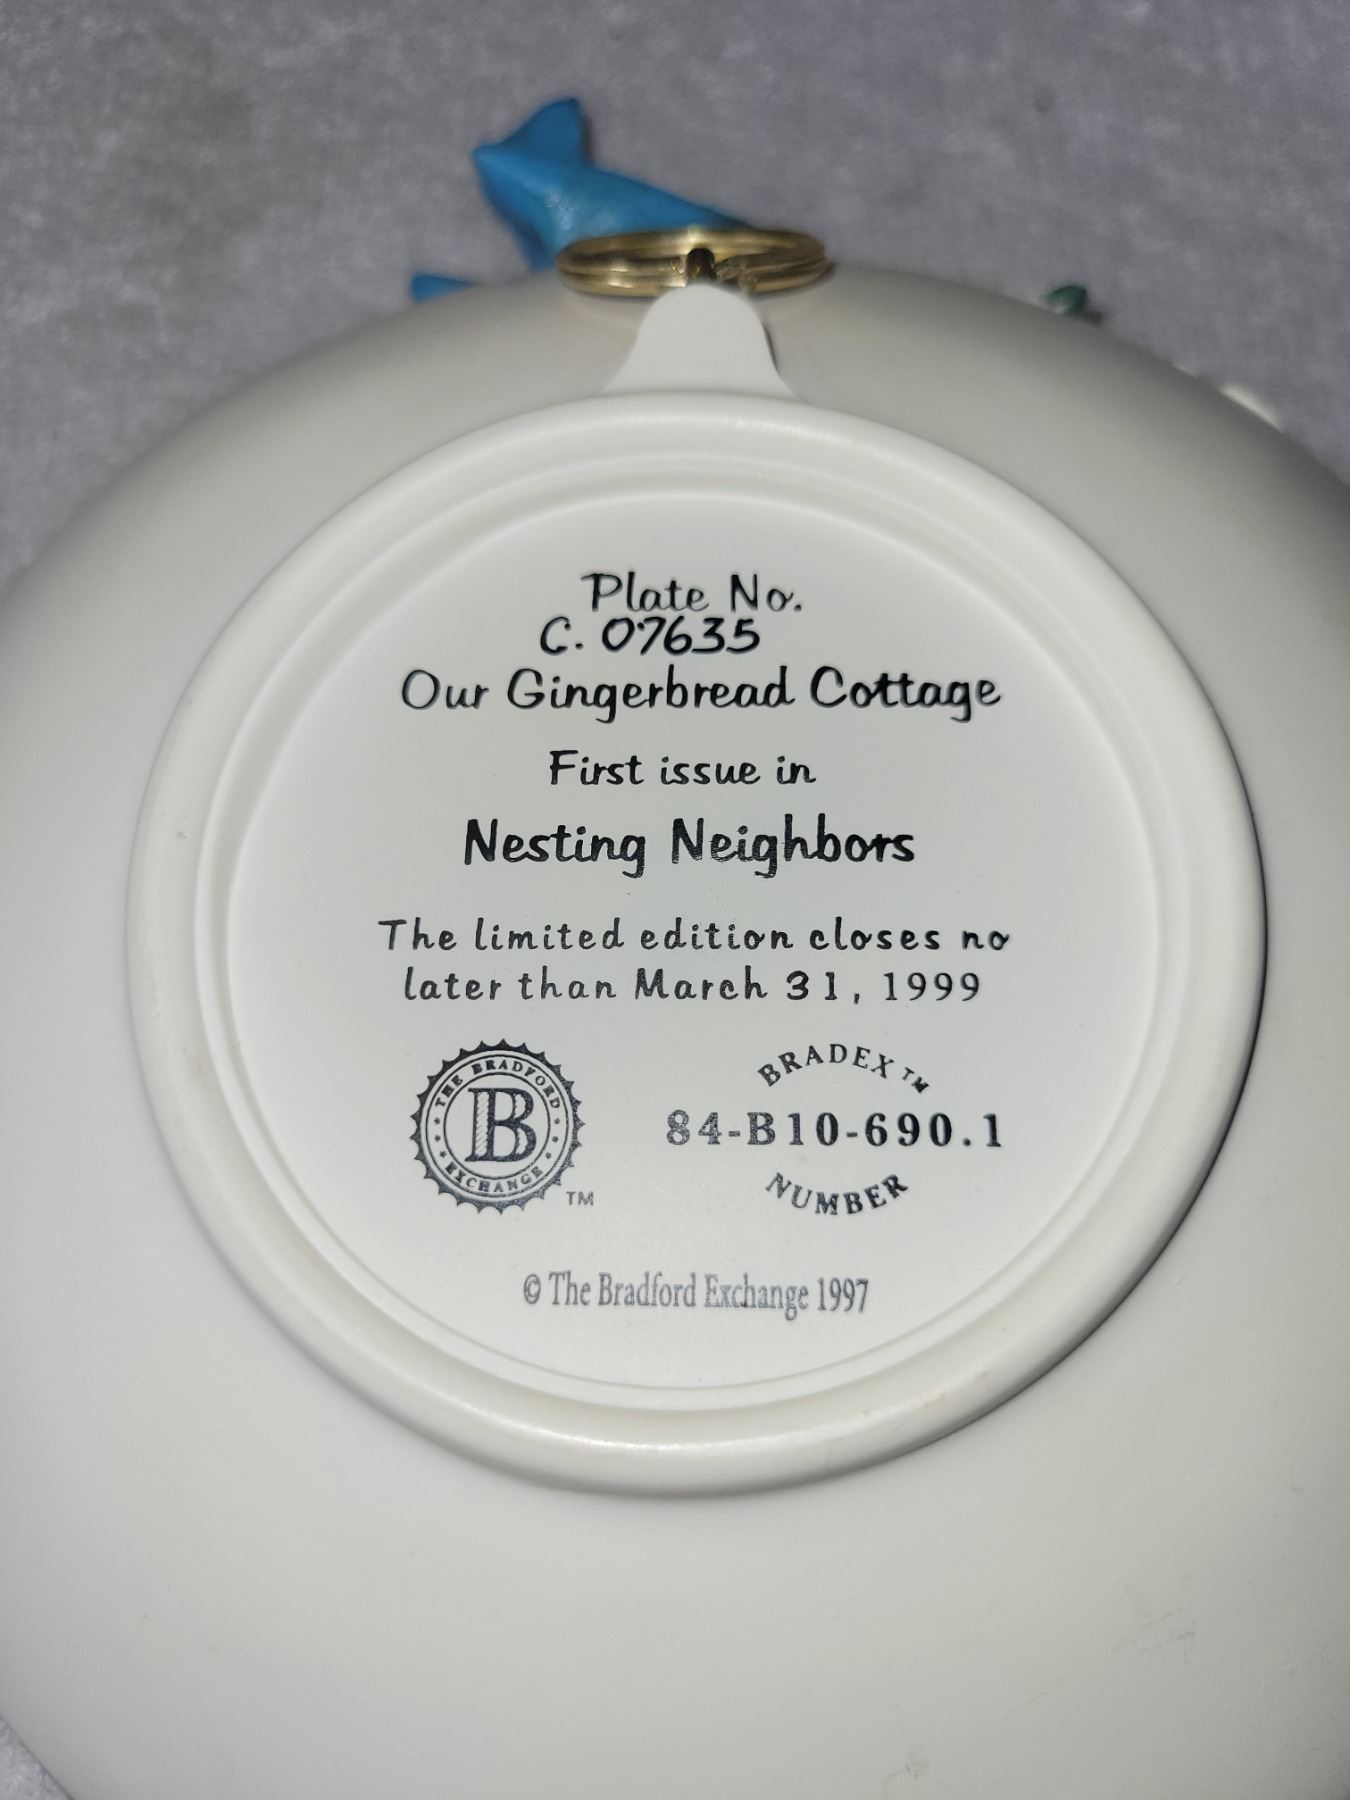 Plate No.
C. 07635
Our Gingerbread Cottage
First issue in
Nesting Neighbors
The limited edition closes no
later than March 31, 1999
THE BRADFORD
B
EXCHANGE
TM
BRADEX TM
84-B10-690.1
NUMBER
© The Bradford Exchange 1997